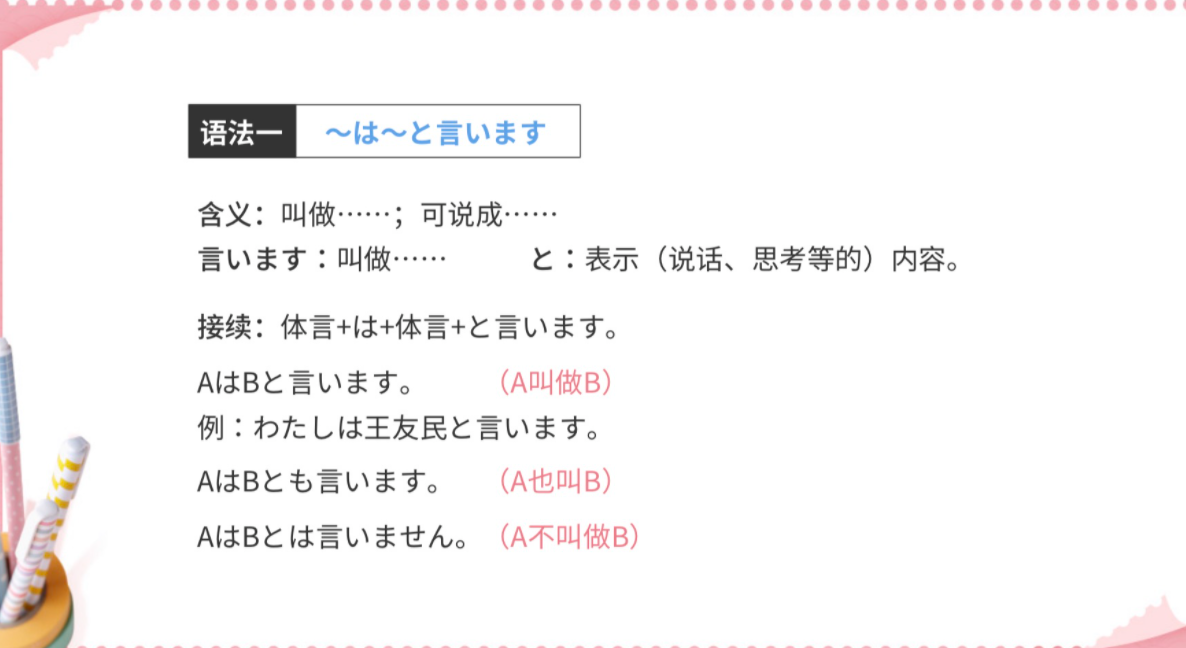 语法一 ～は～と言います
含义：叫做……；可说成……
言います：叫做…… と：表示（说话、思考等的）内容。
接续：体言+は+体言+と言います。
AはBと言います。 （A叫做B）
例：わたしは王友民と言います。
AはBとも言います。 （A也叫B）
AはBとは言いません。 （A不叫做B）